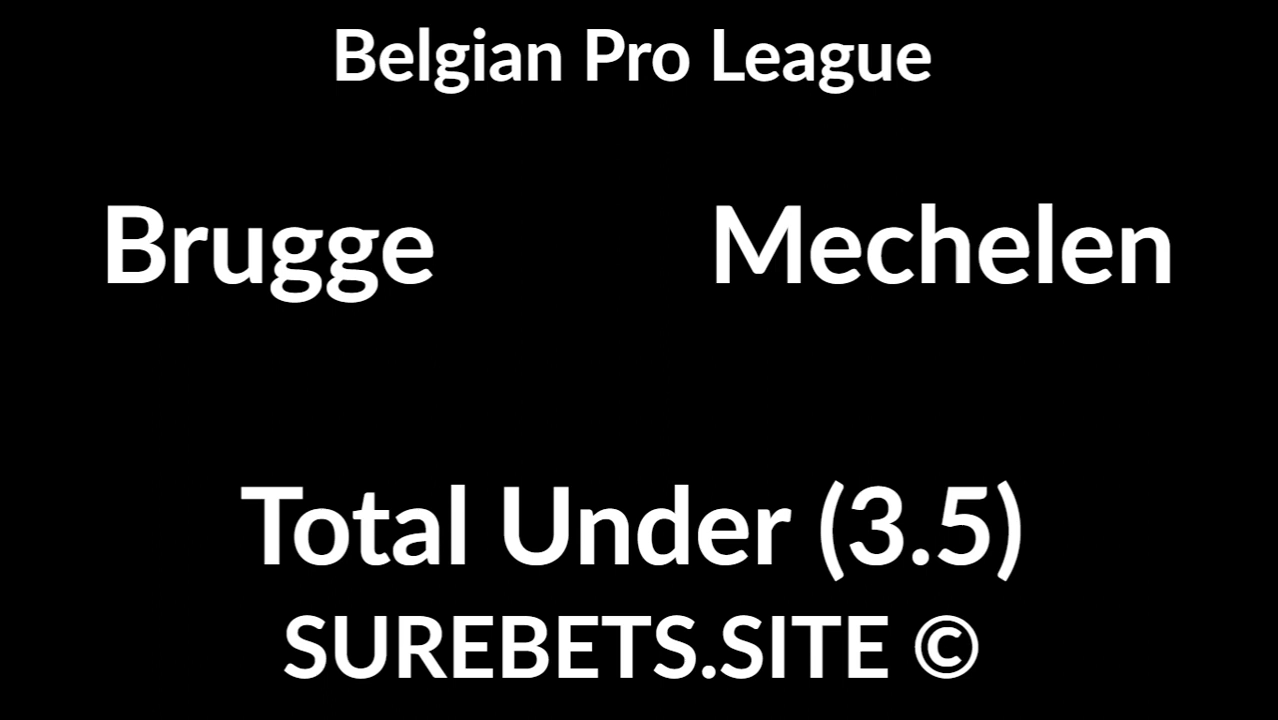 Belgian Pro League
Brugge Mechelen
Total Under (3.5)
SUREBETS.SITE ©